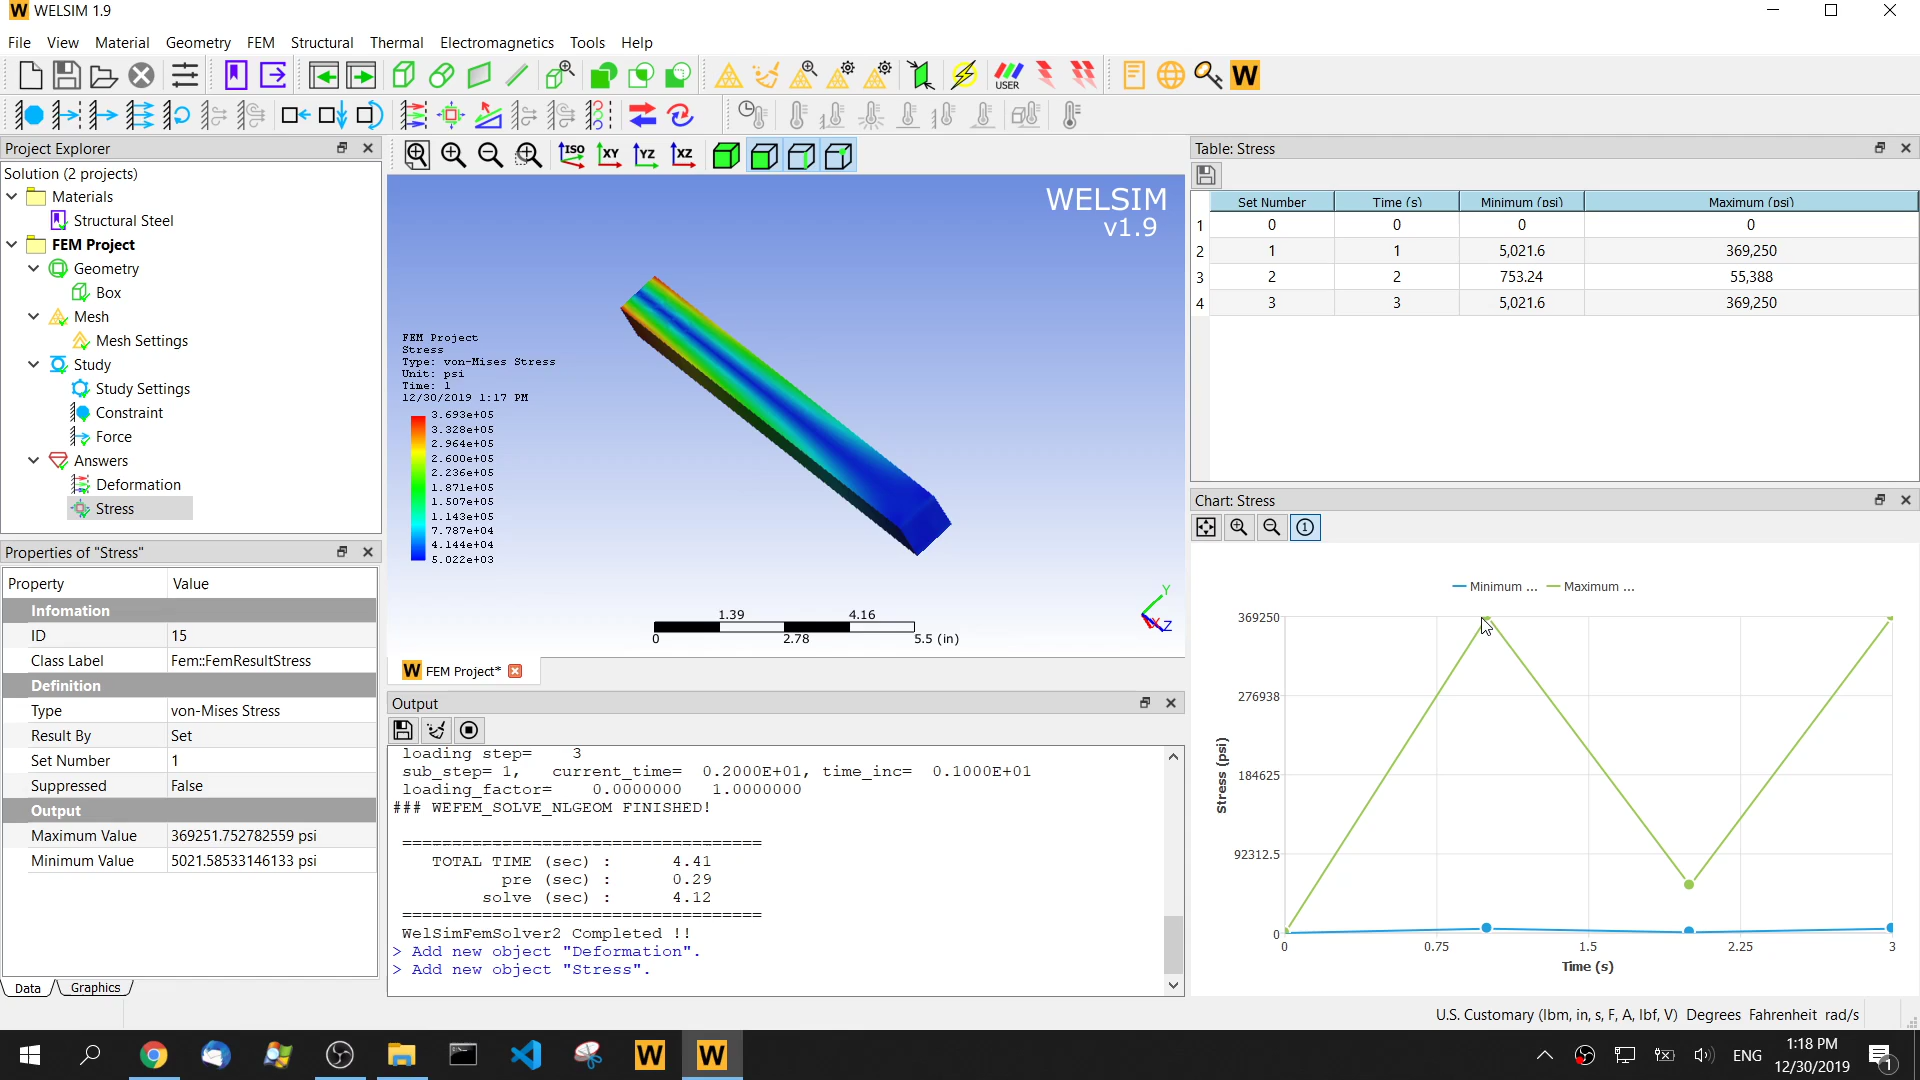 WELSIM 1.9
File View Material Geometry FEM Structural Thermal Electromagnetics Tools Help
USER
Project Explorer
Solution (2 projects)
Materials
Structural Steel
FEM Project
Geometry
Box
Mesh
Mesh Settings
Study
Study Settings
Constraint
Force
Answers
Deformation
Stress
Properties of "Stress"
Property Value
Infomation
ID 15
Class Label Fem::FemResultStress
Definition
Type von-Mises Stress
Result By Set
Set Number 1
Suppressed False
Output
Maximum Value 369251.752782559 psi
Minimum Value 5021.58533146133 psi
Data Graphics
ISO XY YZ XZ
WELSIM
v1.9
FEM Project
Stress
Type: von-Mises Stress
Unit: psi
Time: 1
12/30/2019 1:17 PM
3.693e+05
3.328e+05
2.964e+05
2.600e+05
2.236e+05
1.871e+05
1.507e+05
1.143e+05
7.787e+04
4.144e+04
5.022e+03
1.39 4.16
0 2.78 5.5 (in)
Y
X Z
FEM Project*
Output
loading step= 3
sub_step= 1, current_time= 0.2000E+01, time_inc= 0.1000E+01
loading_factor= 0.0000000 1.0000000
### WEFEM_SOLVE_NLGEOM FINISHED!
====================================
TOTAL TIME (sec) : 4.41
pre (sec) : 0.29
solve (sec) : 4.12
====================================
WelSimFemSolver2 Completed !!
> Add new object "Deformation".
> Add new object "Stress".
Table: Stress
Set Number Time (s) Minimum (psi) Maximum (psi)
1 0 0 0 0
2 1 1 5,021.6 369,250
3 2 2 753.24 55,388
4 3 3 5,021.6 369,250
Chart: Stress
Minimum ... Maximum ...
369250
276938
184625
92312.5
0
Stress (psi)
0 0.75 1.5 2.25 3
Time (s)
U.S. Customary (lbm, in, s, F, A, lbf, V) Degrees Fahrenheit rad/s
ENG
1:18 PM
12/30/2019
1